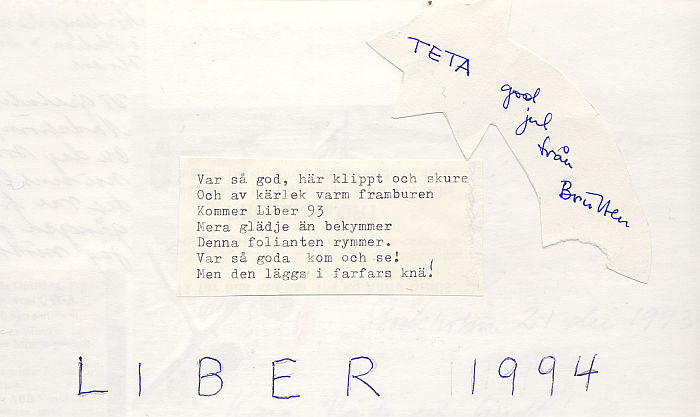 TETA
god
jul
från
Var så god, här klippt och skure
Och av kärlek varm framburen
Kommer Liber 93
Mera glädje än bekymmer
Denna folianten rymmer.
Var så goda kom och se!
Men den läggs i farfars knä!
LIBER 1994